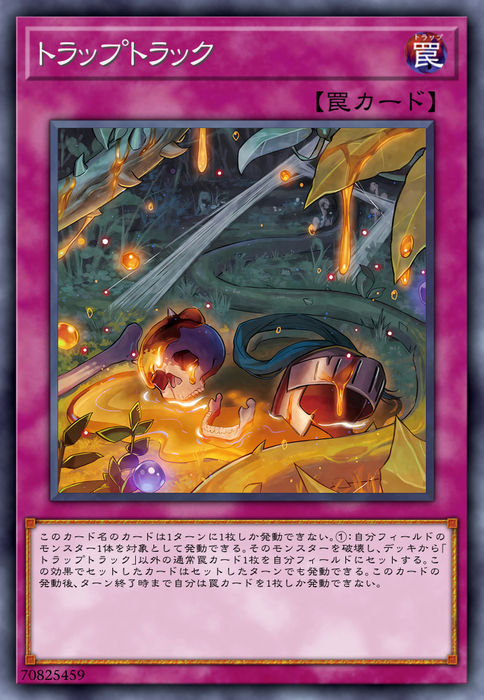 トラップトラック
トラップ
罠
【罠カード】
このカード名のカードは1ターンに1枚しか発動できない。①:自分フィールドの
モンスター1体を対象として発動できる。そのモンスターを破壊し、デッキから「
トラップトラック」以外の通常罠カード1枚を自分フィールドにセットする。こ
の効果でセットしたカードはセットしたターンでも発動できる。このカードの
発動後、ターン終了時まで自分は罠カードを1枚しか発動できない。
70825459